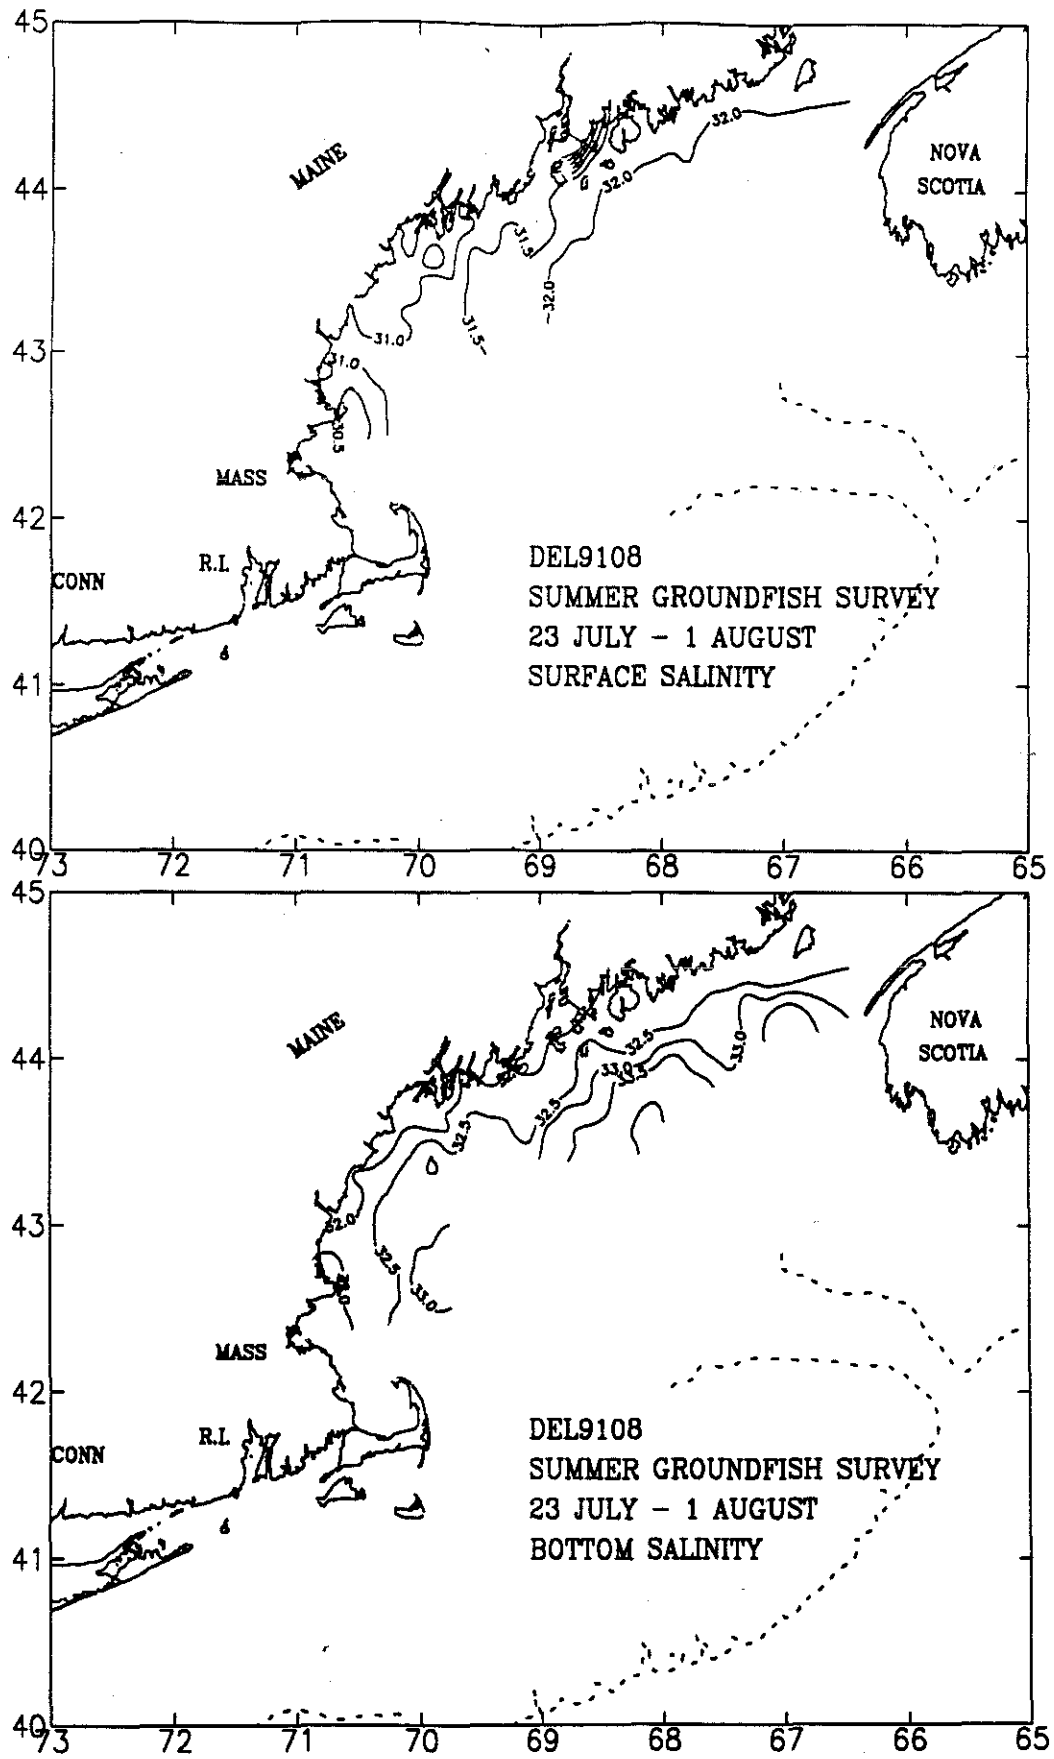 45
44
43
42
41
40
MAINE
NOVA
SCOTIA
32.0
32.0
31.5
32.0
31.5
31.0
31.0
30.5
MASS
R.I.
CONN
DEL9108
SUMMER GROUNDFISH SURVEY
23 JULY - 1 AUGUST
SURFACE SALINITY
73 72 71 70 69 68 67 66 65
45
44
43
42
41
40
MAINE
NOVA
SCOTIA
32.5
33.0
33.0
32.5
32.5
32.0
32.5
33.0
MASS
R.I.
CONN
DEL9108
SUMMER GROUNDFISH SURVEY
23 JULY - 1 AUGUST
BOTTOM SALINITY
73 72 71 70 69 68 67 66 65